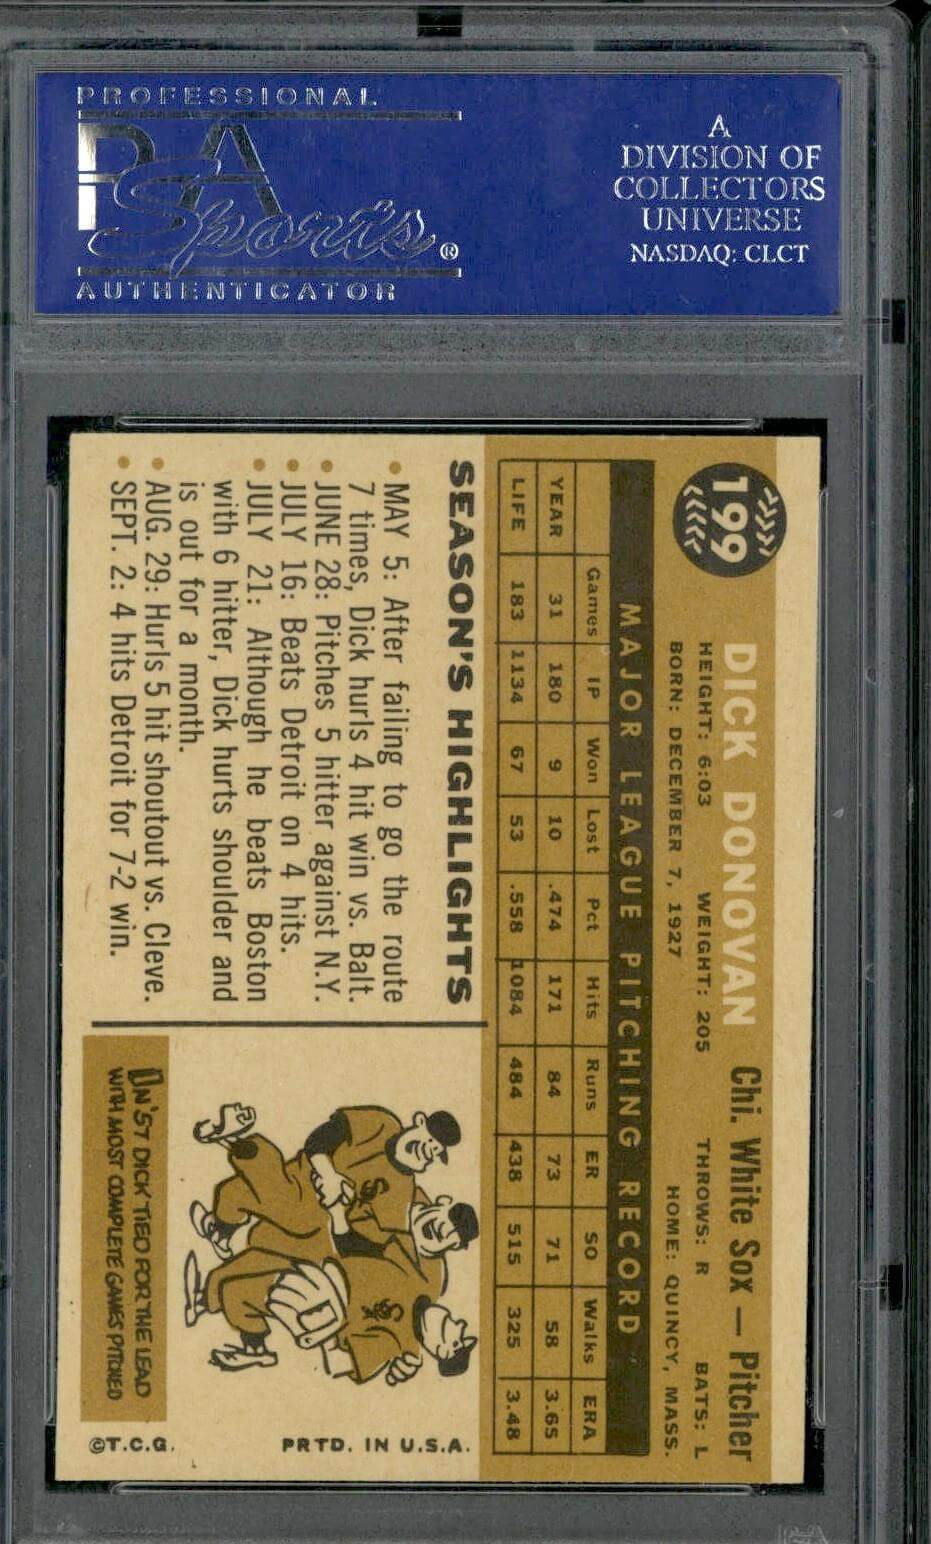 PROFESSIONAL
PSA
Sports®
AUTHENTICATOR
A
DIVISION OF
COLLECTORS
UNIVERSE
NASDAQ: CLCT
199
DICK DONOVAN Chi. White Sox — Pitcher
HEIGHT: 6:03 WEIGHT: 205 THROWS: R BATS: L
BORN: DECEMBER 7, 1927 HOME: QUINCY, MASS.
MAJOR LEAGUE PITCHING RECORD
Games IP Won Lost Pct Hits Runs ER SO Walks ERA
YEAR 31 180 9 10 .474 171 84 73 71 58 3.65
LIFE 183 1134 67 53 .558 1084 484 438 515 325 3.48
SEASON'S HIGHLIGHTS
• MAY 5: After failing to go the route
7 times, Dick hurls 4 hit win vs. Balt.
• JUNE 28: Pitches 5 hitter against N.Y.
• JULY 16: Beats Detroit on 4 hits.
• JULY 21: Although he beats Boston
with 6 hitter, Dick hurts shoulder and
is out for a month.
• AUG. 29: Hurls 5 hit shoutout vs. Cleve.
• SEPT. 2: 4 hits Detroit for 7-2 win.
IN '57 DICK TIED FOR THE LEAD
WITH MOST COMPLETE GAMES PITCHED
©T.C.G. PRTD. IN U.S.A.